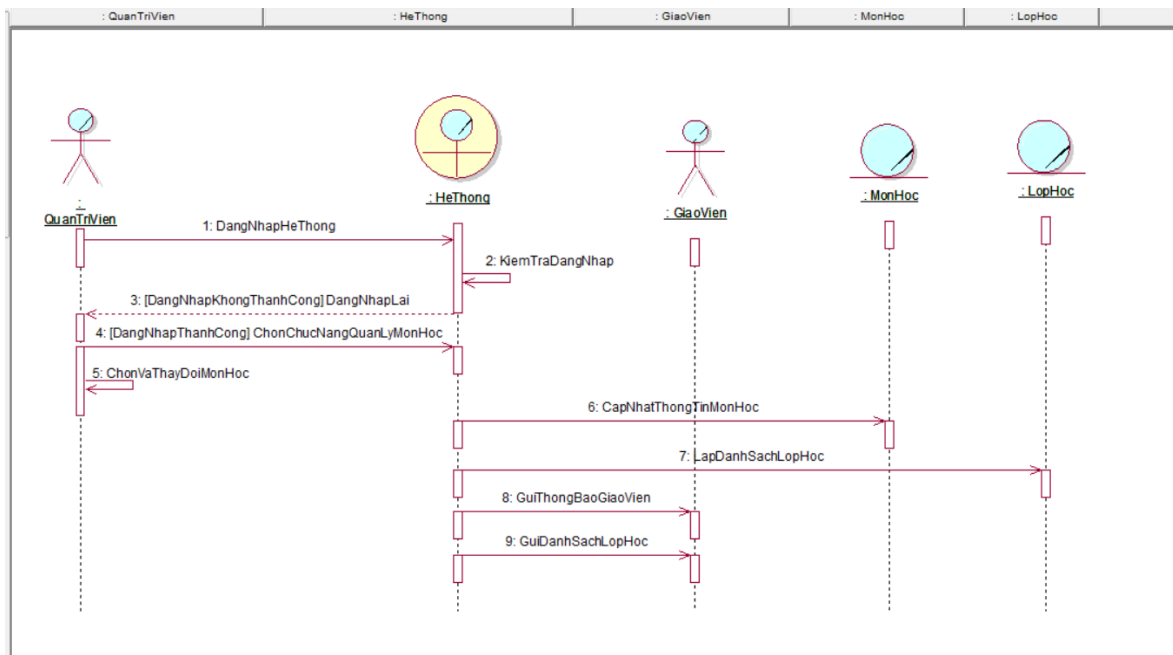 : QuanTriVien
: HeThong
: GiaoVien
: MonHoc
: LopHoc
:
QuanTriVien
: HeThong
: GiaoVien
: MonHoc
: LopHoc
1: DangNhapHeThong
2: KiemTraDangNhap
3: [DangNhapKhongThanhCong] DangNhapLai
4: [DangNhapThanhCong] ChonChucNangQuanLyMonHoc
5: ChonVaThayDoiMonHoc
6: CapNhatThongTinMonHoc
7: LapDanhSachLopHoc
8: GuiThongBaoGiaoVien
9: GuiDanhSachLopHoc